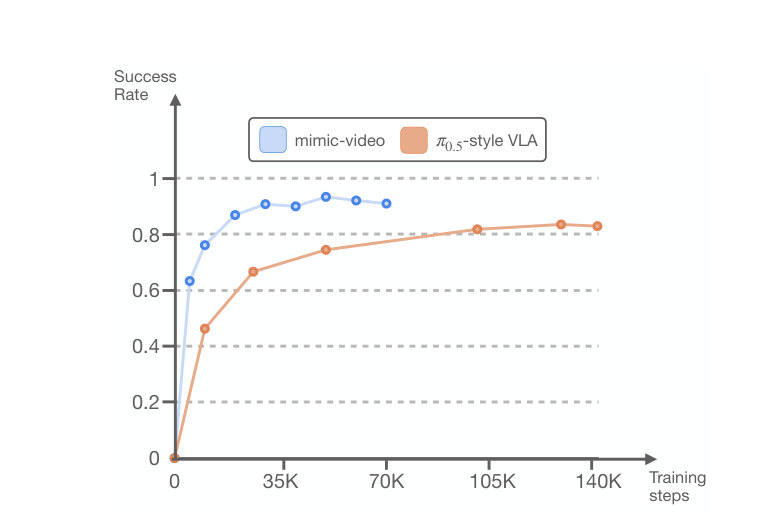 Success
Rate
mimic-video
π0.5-style VLA
1
0.8
0.6
0.4
0.2
0
0
35K
70K
105K
140K
Training
steps